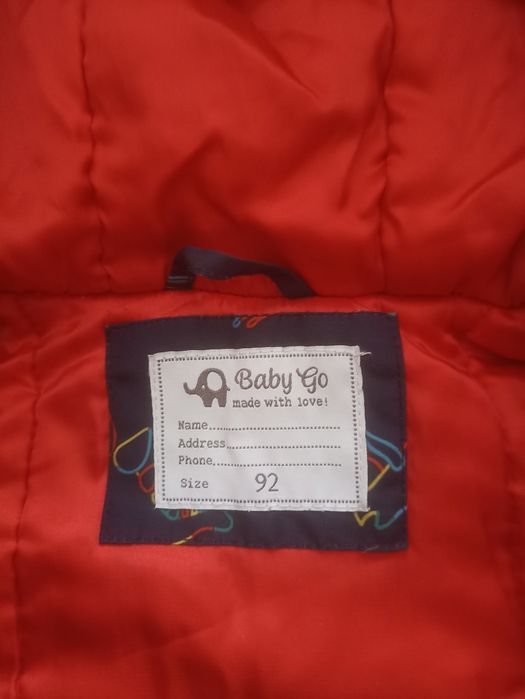 Baby Go
made with love!
Name..............................
Address..........................
Phone.............................
Size 92